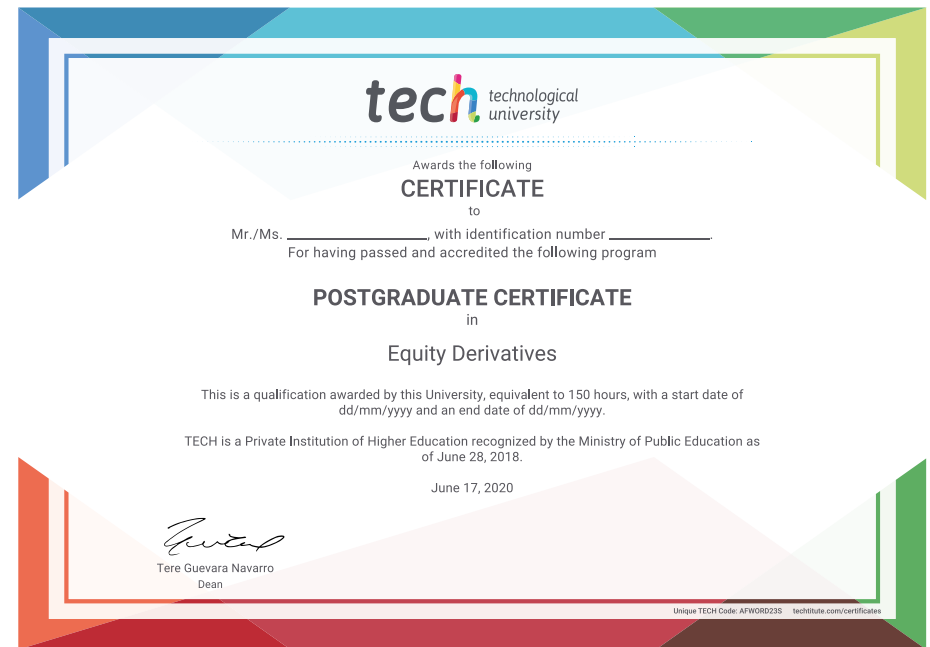 tech technological
university
Awards the following
CERTIFICATE
to
Mr./Ms. ____________________, with identification number ______________.
For having passed and accredited the following program
POSTGRADUATE CERTIFICATE
in
Equity Derivatives
This is a qualification awarded by this University, equivalent to 150 hours, with a start date of
dd/mm/yyyy and an end date of dd/mm/yyyy.
TECH is a Private Institution of Higher Education recognized by the Ministry of Public Education as
of June 28, 2018.
June 17, 2020
Tere Guevara Navarro
Dean
Unique TECH Code: AFWORD23S techtitute.com/certificates